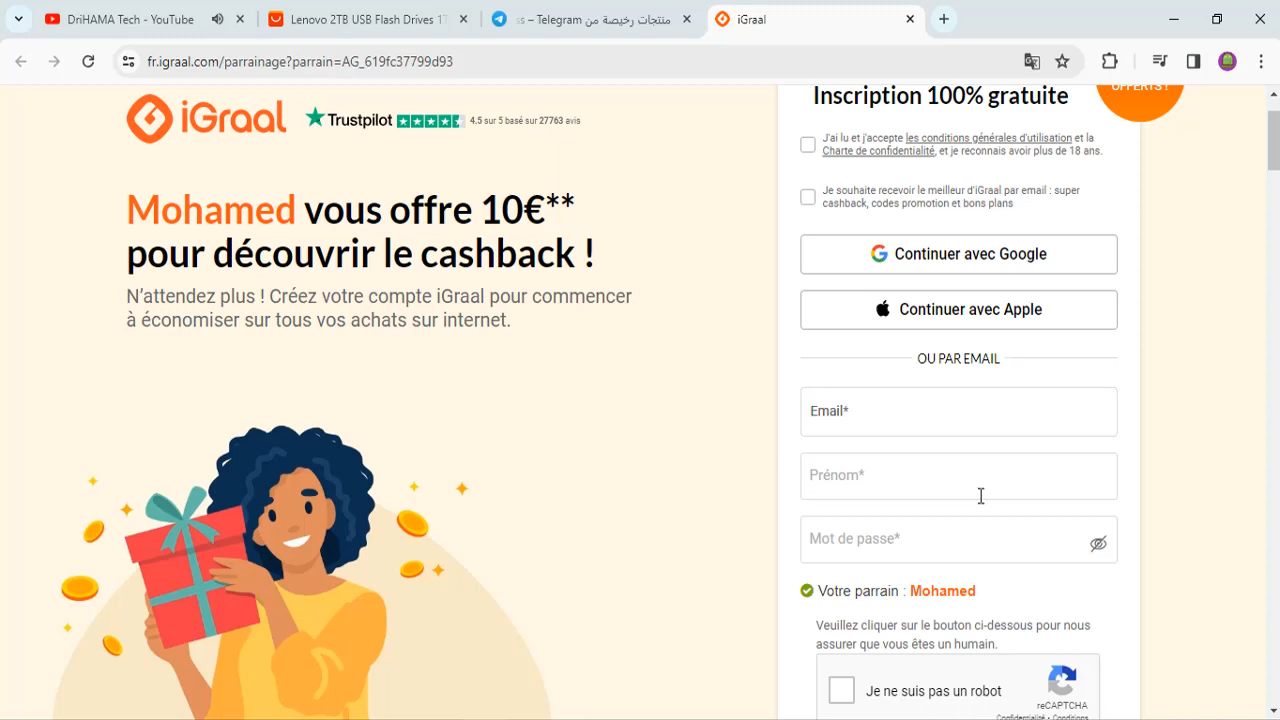 DriHAMA Tech - YouTube
Lenovo 2TB USB Flash Drives 1T
منتجات رخيصة من Telegram – ss
iGraal
fr.igraal.com/parrainage?parrain=AG_619fc37799d93
iGraal
Trustpilot
4.5 sur 5 basé sur 27763 avis
Mohamed vous offre 10€**
pour découvrir le cashback !
N’attendez plus ! Créez votre compte iGraal pour commencer
à économiser sur tous vos achats sur internet.
OFFERTS !
Inscription 100% gratuite
J'ai lu et j'accepte les conditions générales d'utilisation et la
Charte de confidentialité, et je reconnais avoir plus de 18 ans.
Je souhaite recevoir le meilleur d'iGraal par email : super
cashback, codes promotion et bons plans
Continuer avec Google
Continuer avec Apple
OU PAR EMAIL
Email*
Prénom*
Mot de passe*
Votre parrain : Mohamed
Veuillez cliquer sur le bouton ci-dessous pour nous
assurer que vous êtes un humain.
Je ne suis pas un robot
reCAPTCHA
Confidentialité • Conditions